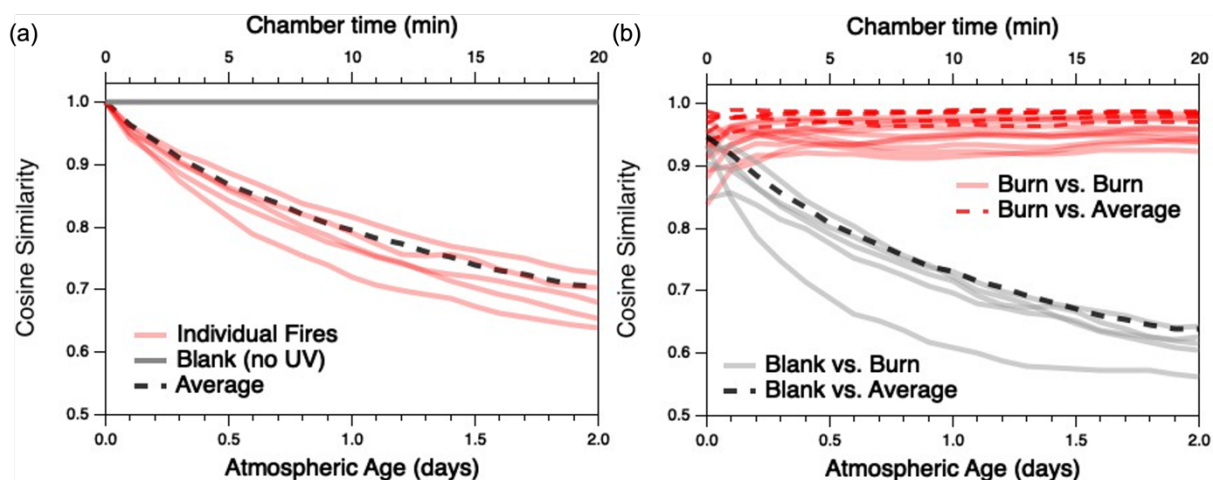 (a)
Chamber time (min)
0 5 10 15 20
1.0
0.9
0.8
0.7
0.6
0.5
Cosine Similarity
Individual Fires
Blank (no UV)
Average
0.0 0.5 1.0 1.5 2.0
Atmospheric Age (days)
(b)
Chamber time (min)
0 5 10 15 20
1.0
0.9
0.8
0.7
0.6
0.5
Cosine Similarity
Burn vs. Burn
Burn vs. Average
Blank vs. Burn
Blank vs. Average
0.0 0.5 1.0 1.5 2.0
Atmospheric Age (days)